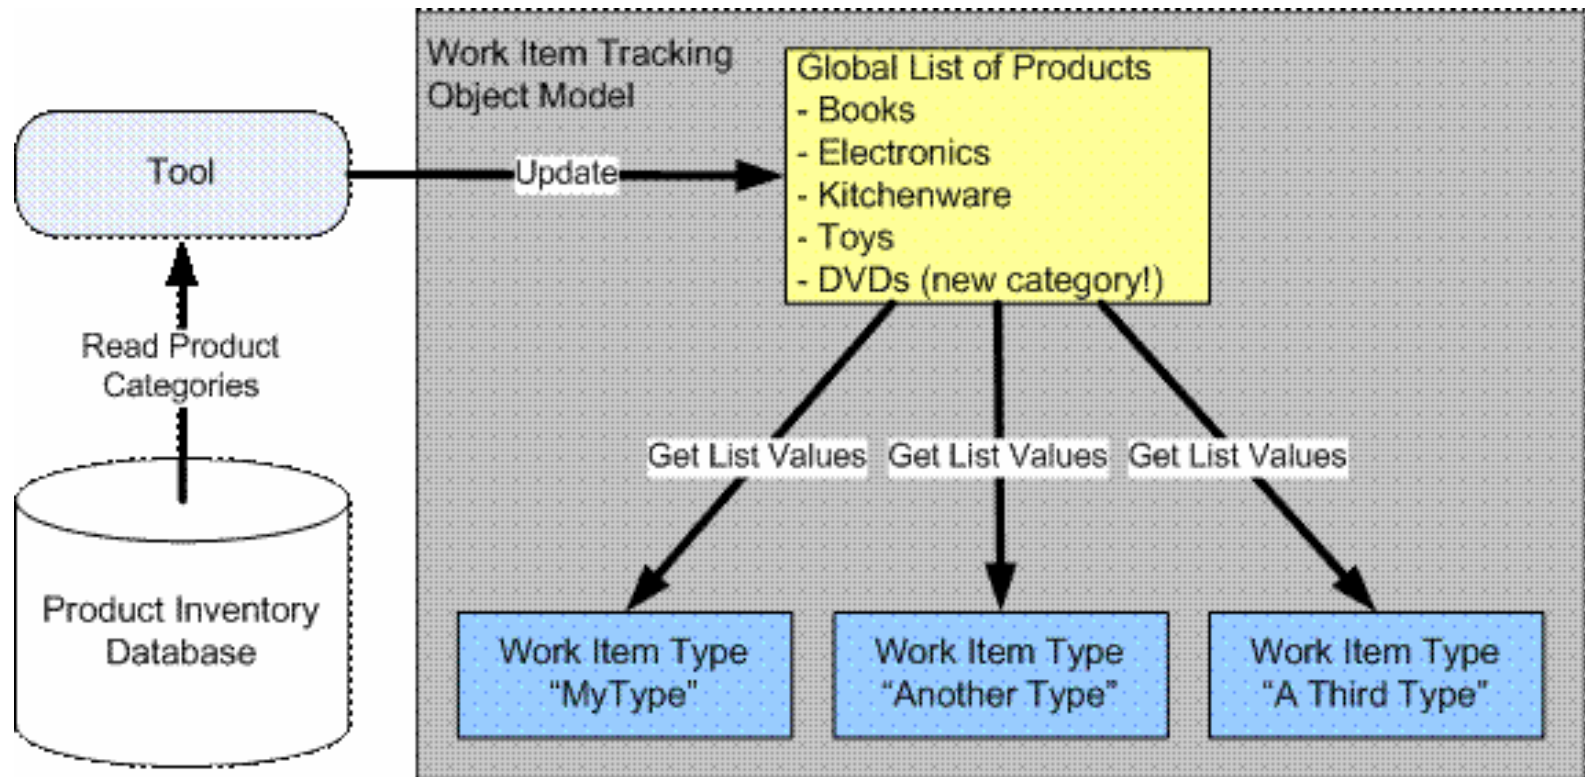 Work Item Tracking
Object Model
Global List of Products
- Books
- Electronics
- Kitchenware
- Toys
- DVDs (new category!)
Tool
Update
Read Product
Categories
Get List Values
Get List Values
Get List Values
Product Inventory
Database
Work Item Type
“MyType”
Work Item Type
“Another Type”
Work Item Type
“A Third Type”